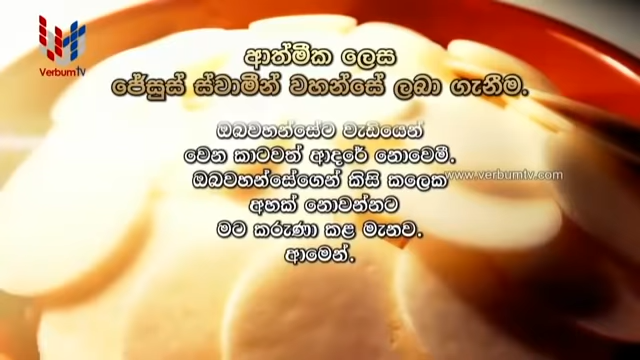 VerbumTV
ආත්මික ලෙස
ජේසුස් ස්වාමීන් වහන්සේ ලබා ගැනීම.
ඔබවහන්සේට වැඩියෙන්
වෙන කාටවත් ආදරේ නොවෙමී.
ඔබවහන්සේගෙන් කිසි කලෙක
www.verbumtv.com
අහක් නොවන්නට
මට කරුණා කළ මැනව.
ආමෙන්.